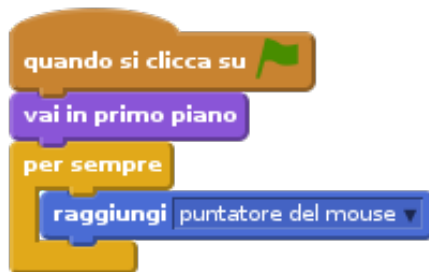 quando si clicca su
vai in primo piano
per sempre
raggiungi puntatore del mouse